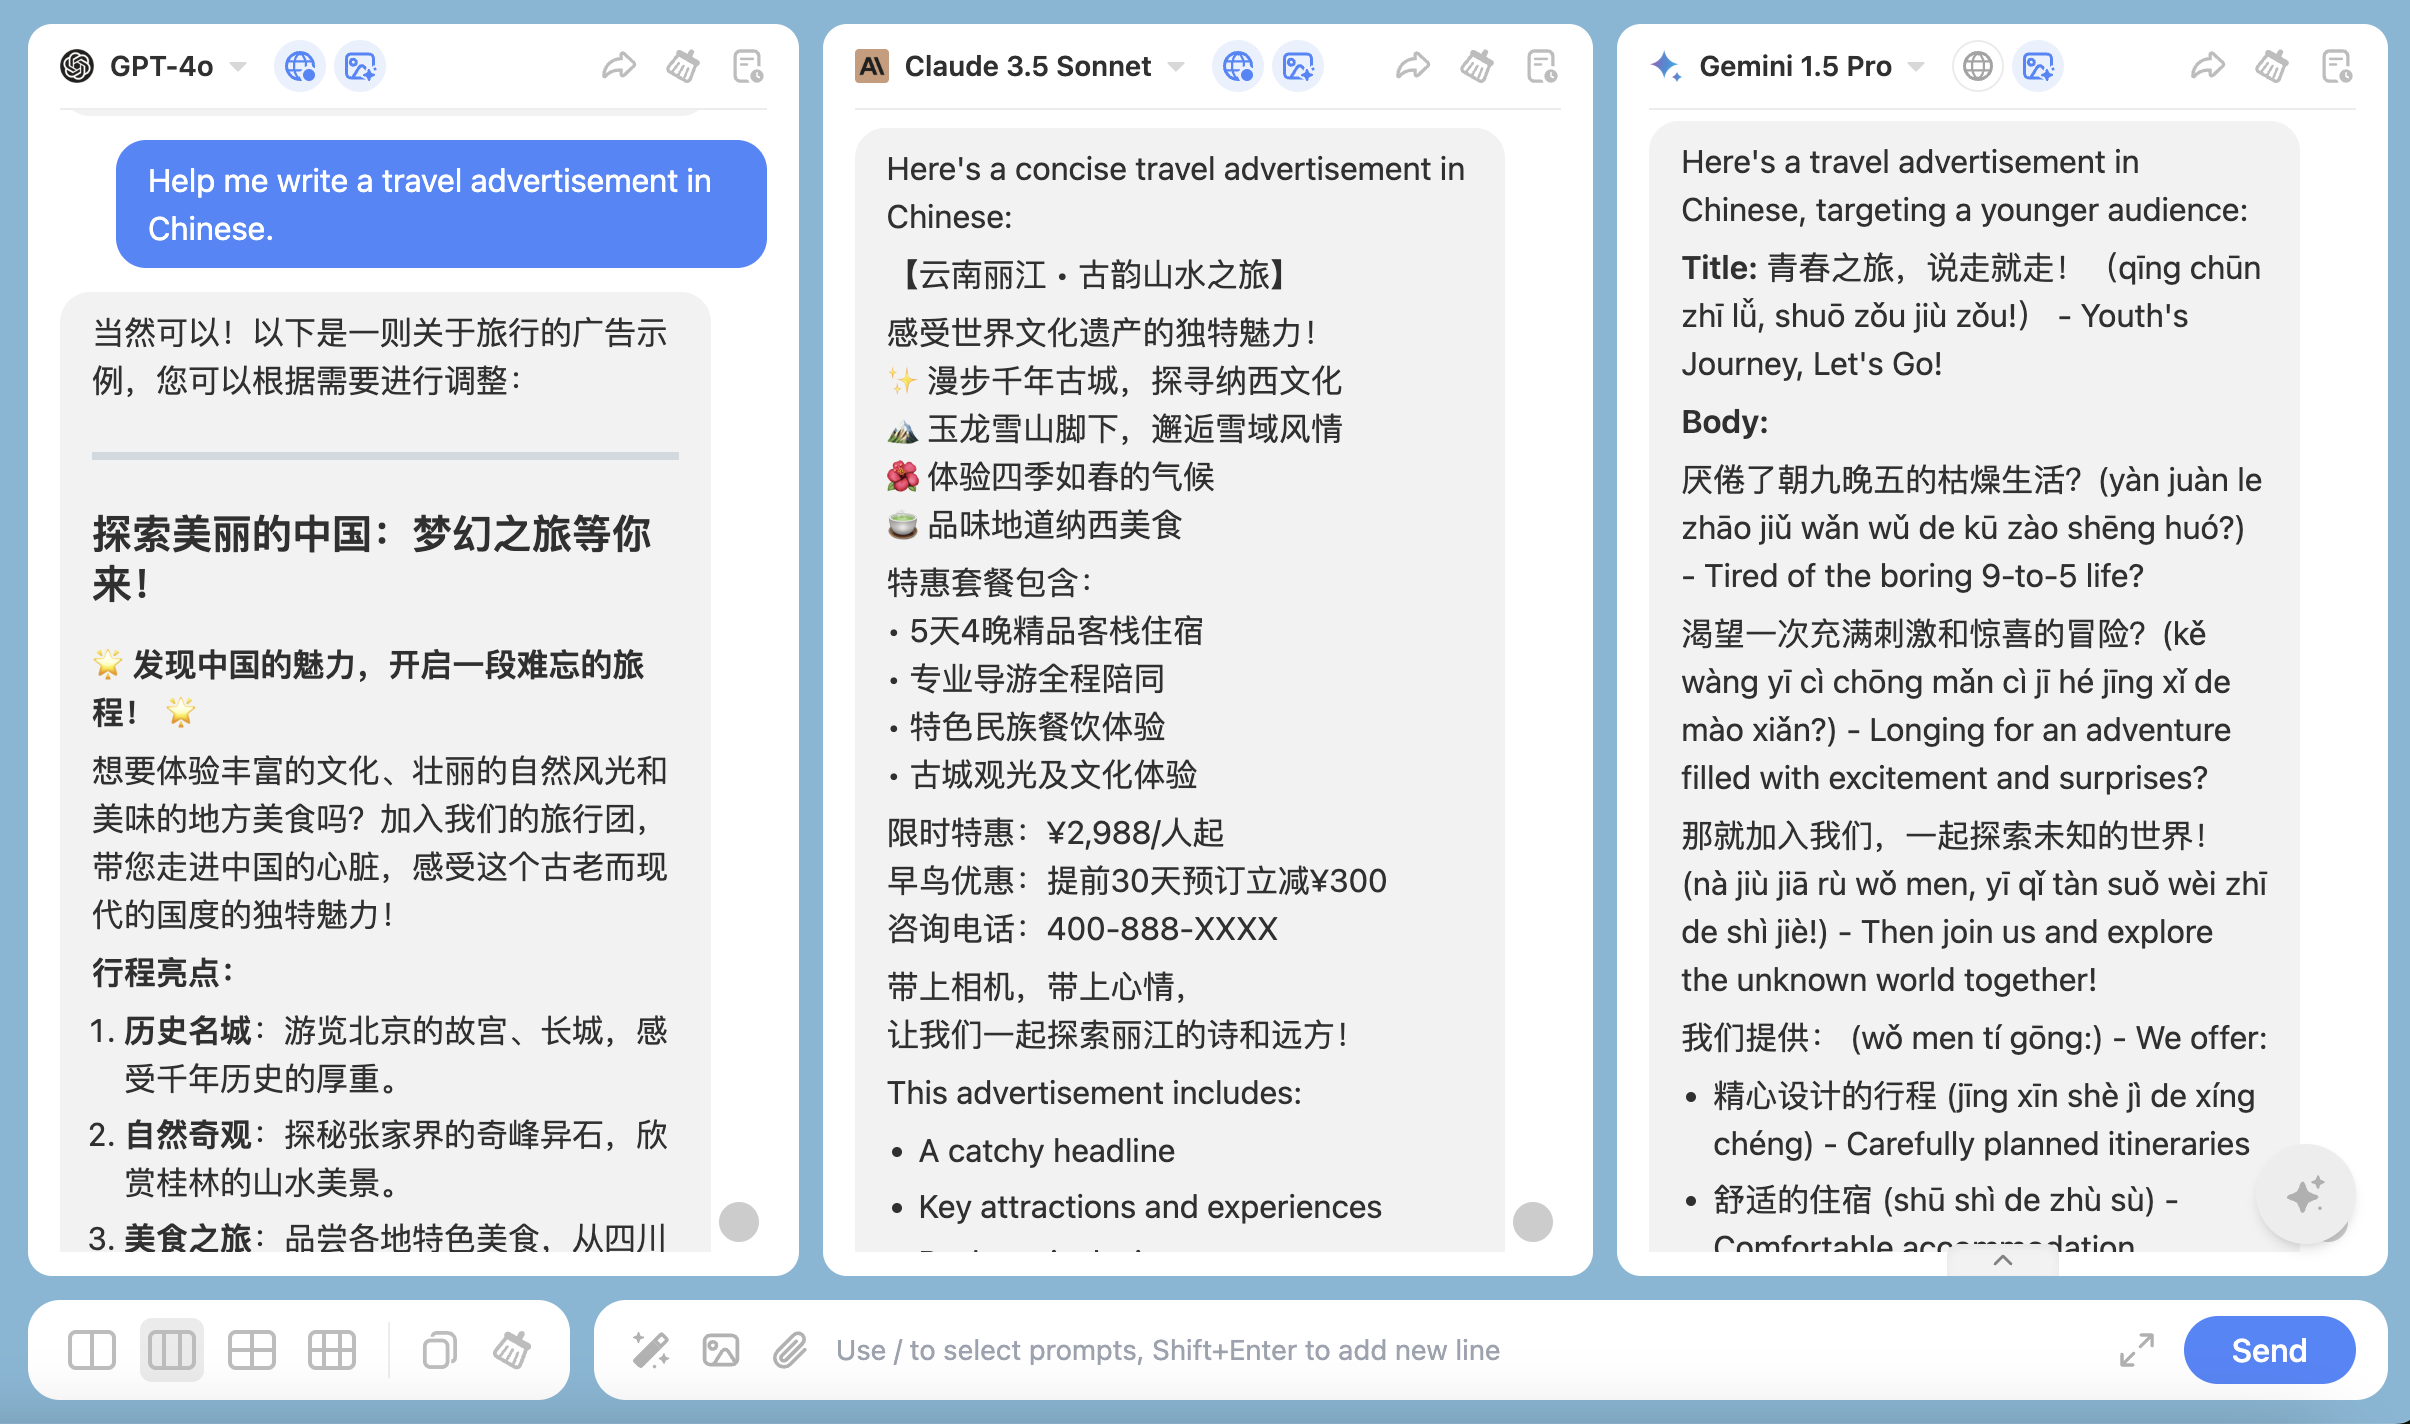 GPT-4o
Help me write a travel advertisement in
Chinese.
当然可以！以下是一则关于旅行的广告示
例，您可以根据需要进行调整：
探索美丽的中国：梦幻之旅等你
来！
🌟 发现中国的魅力，开启一段难忘的旅
程！ 🌟
想要体验丰富的文化、壮丽的自然风光和
美味的地方美食吗？加入我们的旅行团，
带您走进中国的心脏，感受这个古老而现
代的国度的独特魅力！
行程亮点：
1. 历史名城：游览北京的故宫、长城，感
受千年历史的厚重。
2. 自然奇观：探秘张家界的奇峰异石，欣
赏桂林的山水美景。
3. 美食之旅：品尝各地特色美食，从四川
Claude 3.5 Sonnet
Here's a concise travel advertisement in
Chinese:
【云南丽江·古韵山水之旅】
感受世界文化遗产的独特魅力！
✨ 漫步千年古城，探寻纳西文化
🏔️ 玉龙雪山脚下，邂逅雪域风情
🌺 体验四季如春的气候
🍵 品味地道纳西美食
特惠套餐包含：
• 5天4晚精品客栈住宿
• 专业导游全程陪同
• 特色民族餐饮体验
• 古城观光及文化体验
限时特惠：¥2,988/人起
早鸟优惠：提前30天预订立减¥300
咨询电话：400-888-XXXX
带上相机，带上心情，
让我们一起探索丽江的诗和远方！
This advertisement includes:
• A catchy headline
• Key attractions and experiences
Gemini 1.5 Pro
Here's a travel advertisement in
Chinese, targeting a younger audience:
Title: 青春之旅，说走就走！ （qīng chūn
zhī lǚ, shuō zǒu jiù zǒu!） - Youth's
Journey, Let's Go!
Body:
厌倦了朝九晚五的枯燥生活？(yàn juàn le
zhāo jiǔ wǎn wǔ de kū zào shēng huó?)
- Tired of the boring 9-to-5 life?
渴望一次充满刺激和惊喜的冒险？(kě
wàng yī cì chōng mǎn cì jī hé jīng xǐ de
mào xiǎn?) - Longing for an adventure
filled with excitement and surprises?
那就加入我们，一起探索未知的世界！
(nà jiù jiā rù wǒ men, yī qǐ tàn suǒ wèi zhī
de shì jiè!) - Then join us and explore
the unknown world together!
我们提供： (wǒ men tí gōng:) - We offer:
• 精心设计的行程 (jīng xīn shè jì de xíng
chéng) - Carefully planned itineraries
• 舒适的住宿 (shū shì de zhù sù) -
Comfortable accommodation
Use / to select prompts, Shift+Enter to add new line
Send